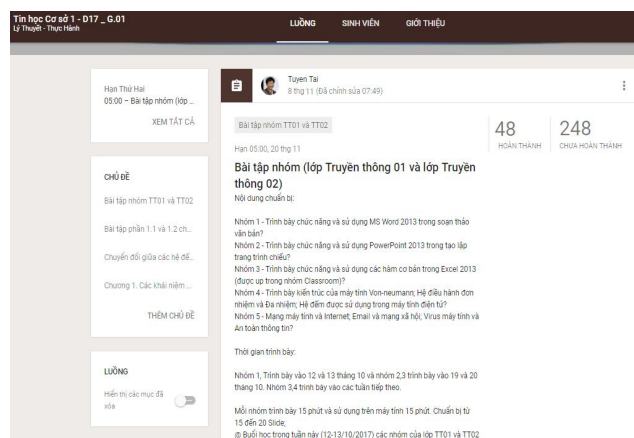 Tin học Cơ sở 1 - D17 _ G.01
Lý Thuyết - Thực Hành
LUỒNG
SINH VIÊN
GIỚI THIỆU
Hạn Thứ Hai
05:00 – Bài tập nhóm (lớp ...
XEM TẤT CẢ
CHỦ ĐỀ
Bài tập nhóm TT01 và TT02
Bài tập phần 1.1 và 1.2 ch...
Chuyển đổi giữa các hệ đế...
Chương 1. Các khái niệm ...
THÊM CHỦ ĐỀ
LUỒNG
Hiển thị các mục đã
xóa
Tuyen Tai
8 thg 11 (Đã chỉnh sửa 07:49)
Bài tập nhóm TT01 và TT02
Hạn 05:00, 20 thg 11
48
HOÀN THÀNH
248
CHƯA HOÀN THÀNH
Bài tập nhóm (lớp Truyền thông 01 và lớp Truyền
thông 02)
Nội dung chuẩn bị:
Nhóm 1 - Trình bày chức năng và sử dụng MS Word 2013 trong soạn thảo
văn bản?
Nhóm 2 - Trình bày chức năng và sử dụng PowerPoint 2013 trong tạo lập
trang trình chiếu?
Nhóm 3 - Trình bày chức năng và sử dụng các hàm cơ bản trong Excel 2013
(được up trong nhóm Classroom)?
Nhóm 4 - Trình bày kiến trúc của máy tính Von-neumann; Hệ điều hành đơn
nhiệm và Đa nhiệm; Hệ đếm được sử dụng trong máy tính điện tử?
Nhóm 5 - Mạng máy tính và Internet; Email và mạng xã hội; Virus máy tính và
An toàn thông tin?
Thời gian trình bày:
Nhóm 1, Trình bày vào 12 và 13 tháng 10 và nhóm 2,3 trình bày vào 19 và 20
tháng 10. Nhóm 3,4 trình bày vào các tuần tiếp theo.
Mỗi nhóm trình bày 15 phút và sử dụng trên máy tính 15 phút. Chuẩn bị từ
15 đến 20 Slide;
@ Buổi học trong tuần này (12-13/10/2017) các nhóm của lớp TT01 và TT02